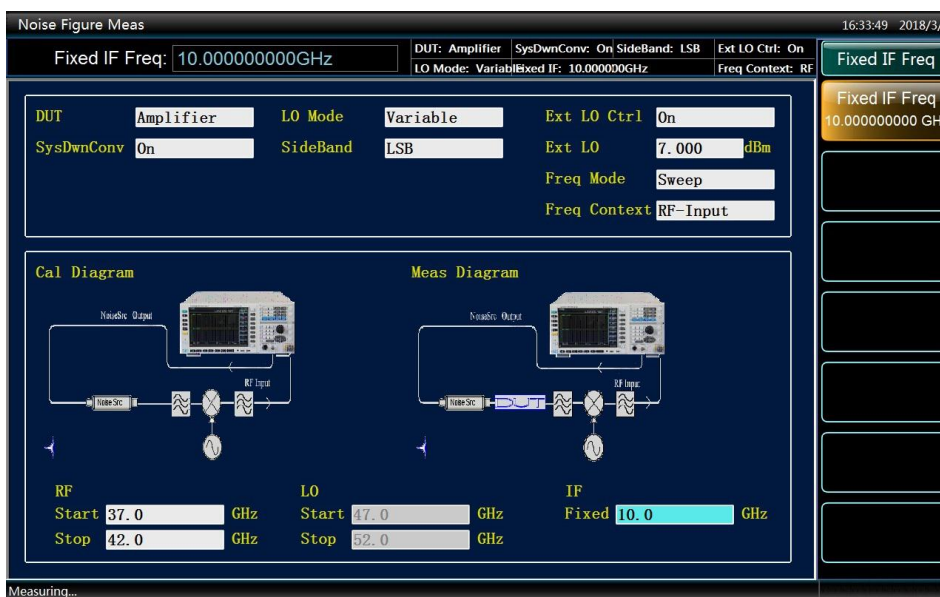 Noise Figure Meas 16:33:49 2018/3/
Fixed IF Freq: 10.000000000GHz DUT: Amplifier SysDwnConv: On SideBand: LSB Ext LO Ctrl: On Fixed IF Freq
LO Mode: Variable Fixed IF: 10.000000GHz Freq Context: RF
Fixed IF Freq
10.000000000 GH
DUT Amplifier LO Mode Variable Ext LO Ctrl On
SysDwnConv On SideBand LSB Ext LO 7.000 dBm
Freq Mode Sweep
Freq Context RF-Input
Cal Diagram Meas Diagram
NoiseSrc Output NoiseSrc Output
RF Input RF Input
Noise Src Noise Src DUT
RF LO IF
Start 37.0 GHz Start 47.0 GHz Fixed 10.0 GHz
Stop 42.0 GHz Stop 52.0 GHz
Measuring...